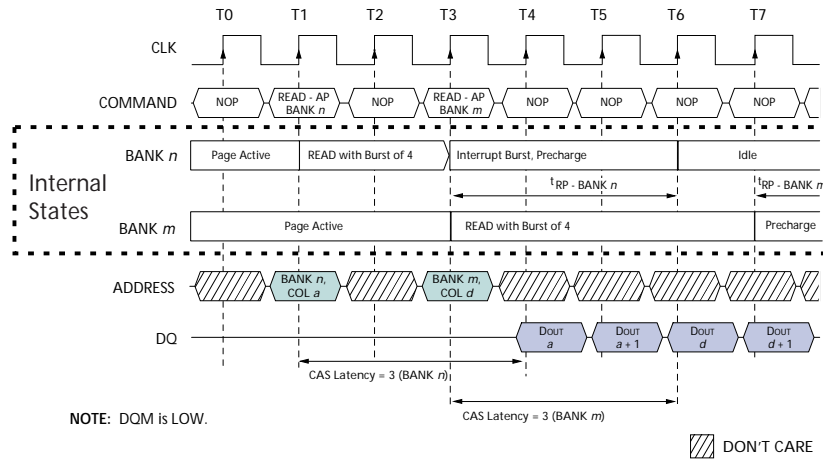 T0 T1 T2 T3 T4 T5 T6 T7
CLK
COMMAND NOP READ - AP BANK n NOP READ - AP BANK m NOP NOP NOP NOP
Internal States
BANK n Page Active READ with Burst of 4 Interrupt Burst, Precharge Idle
tRP - BANK n tRP - BANK m
BANK m Page Active READ with Burst of 4 Precharge
ADDRESS BANK n, COL a BANK m, COL d
DQ DOUT a DOUT a + 1 DOUT d DOUT d + 1
CAS Latency = 3 (BANK n)
CAS Latency = 3 (BANK m)
NOTE: DQM is LOW.
DON'T CARE